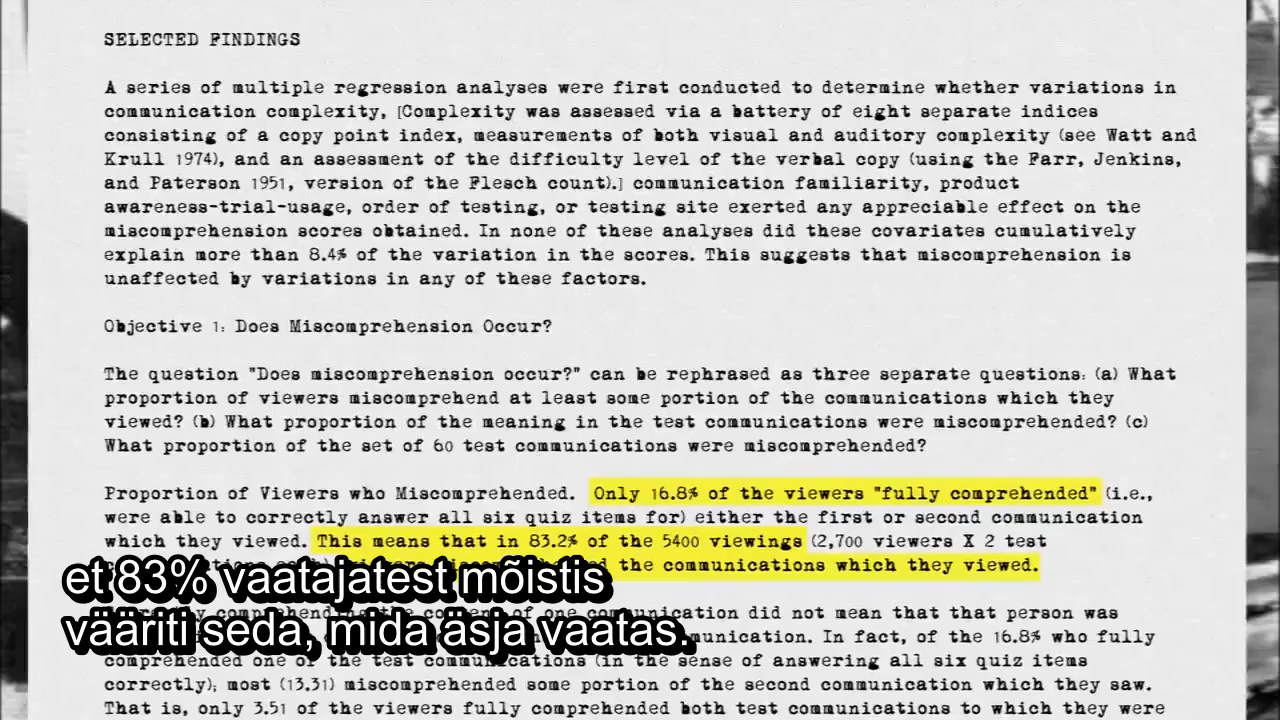 SELECTED FINDINGS
A series of multiple regression analyses were first conducted to determine whether variations in
communication complexity, [Complexity was assessed via a battery of eight separate indices
consisting of a copy point index, measurements of both visual and auditory complexity (see Watt and
Krull 1974), and an assessment of the difficulty level of the verbal copy (using the Farr, Jenkins,
and Paterson 1951, version of the Flesch count).] communication familiarity, product
awareness-trial-usage, order of testing, or testing site exerted any appreciable effect on the
miscomprehension scores obtained. In none of these analyses did these covariates cumulatively
explain more than 8.4% of the variation in the scores. This suggests that miscomprehension is
unaffected by variations in any of these factors.
Objective 1: Does Miscomprehension Occur?
The question "Does miscomprehension occur?" can be rephrased as three separate questions: (a) What
proportion of viewers miscomprehend at least some portion of the communications which they
viewed? (b) What proportion of the meaning in the test communications were miscomprehended? (c)
What proportion of the set of 60 test communications were miscomprehended?
Proportion of Viewers who Miscomprehended. Only 16.8% of the viewers "fully comprehended" (i.e.,
were able to correctly answer all six quiz items for) either the first or second communication
which they viewed. This means that in 83.2% of the 5400 viewings (2,700 viewers X 2 test
the communications which they viewed.
et 83% vaatajatest mõistis
vääriti seda, mida äsja vaatas.
of one communication did not mean that that person was
In fact, of the 16.8% who fully
comprehended one of the test communications (in the sense of answering all six quiz items
correctly); most (13.31) miscomprehended some portion of the second communication which they saw.
That is, only 3.51 of the viewers fully comprehended both test communications to which they were